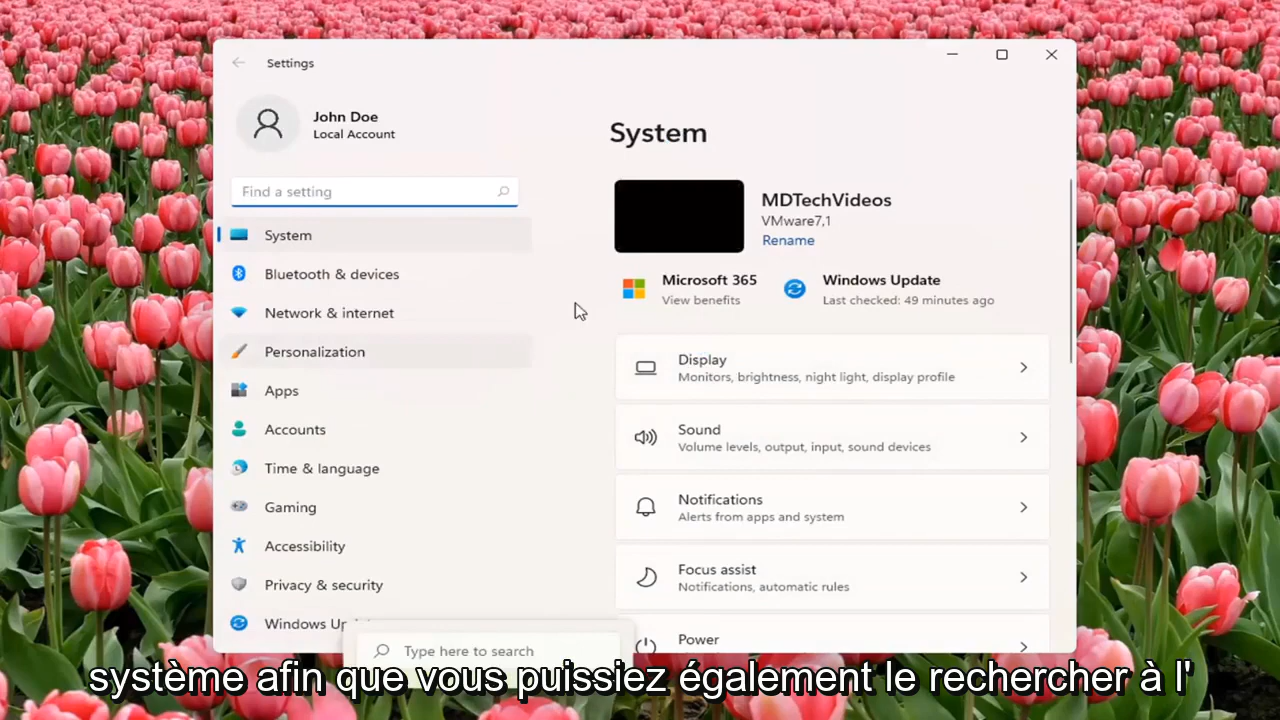 Settings
John Doe
Local Account
Find a setting
System
Bluetooth & devices
Network & internet
Personalization
Apps
Accounts
Time & language
Gaming
Accessibility
Privacy & security
Windows
System
MDTechVideos
VMware7,1
Rename
Microsoft 365
View benefits
Windows Update
Last checked: 49 minutes ago
Display
Monitors, brightness, night light, display profile
Sound
Volume levels, output, input, sound devices
Notifications
Alerts from apps and system
Focus assist
Notifications, automatic rules
Power
Type here to search
système afin que vous puissiez également le rechercher à l'